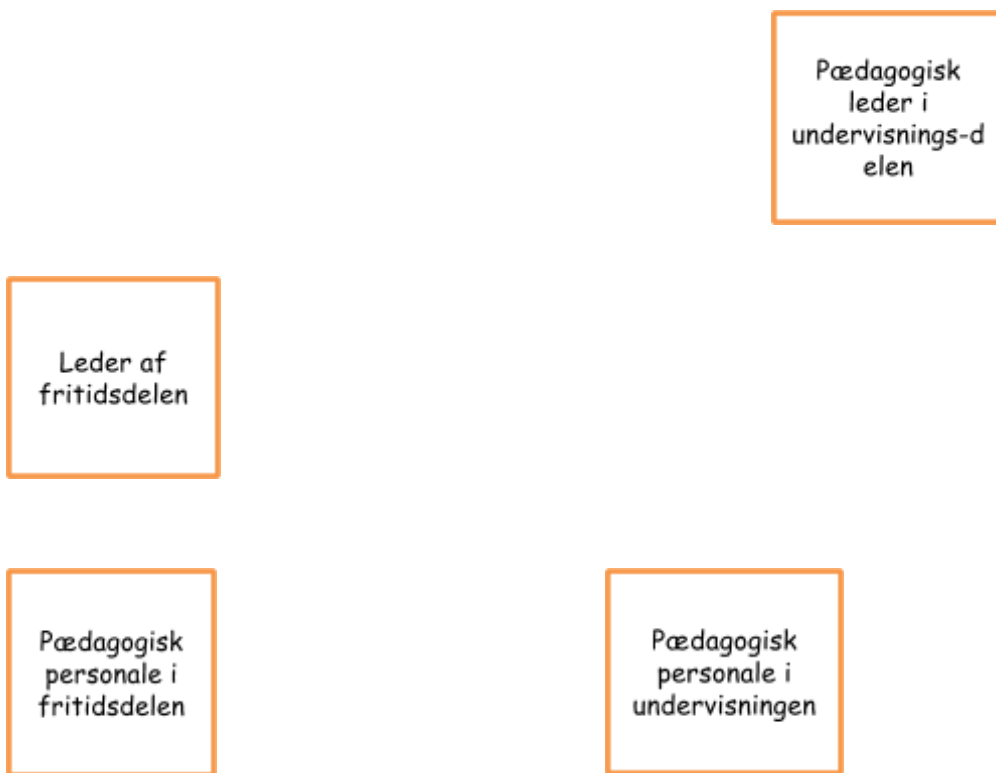 Pædagogisk
leder i
undervisnings-d
elen
Leder af
fritidsdelen
Pædagogisk
personale i
fritidsdelen
Pædagogisk
personale i
undervisningen